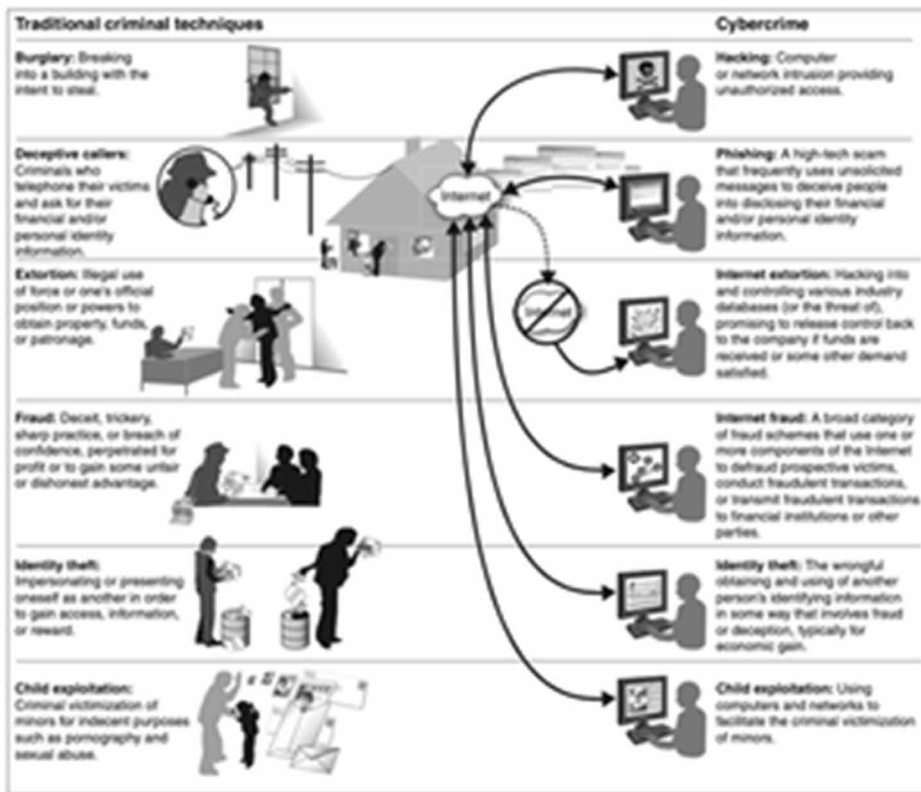 Traditional criminal techniques
Cybercrime
Burglary: Breaking
into a building with the
intent to steal.
Hacking: Computer
or network intrusion providing
unauthorized access.
Deceptive callers:
Criminals who
telephone their victims
and ask for their
financial and/or
personal identity
information.
Internet
Phishing: A high-tech scam
that frequently uses unsolicited
messages to deceive people
into disclosing their financial
and/or personal identity
information.
Extortion: Illegal use
of force or one's official
position or powers to
obtain property, funds,
or patronage.
Internet
Internet extortion: Hacking into
and controlling various industry
databases (or the threat of),
promising to release control back
to the company if funds are
received or some other demand
satisfied.
Fraud: Deceit, trickery,
sharp practice, or breach of
confidence, perpetrated for
profit or to gain some unfair
or dishonest advantage.
Internet fraud: A broad category
of fraud schemes that use one or
more components of the Internet
to defraud prospective victims,
conduct fraudulent transactions,
or transmit fraudulent transactions
to financial institutions or other
parties.
Identity theft:
Impersonating or presenting
oneself as another in order
to gain access, information,
or reward.
Identity theft: The wrongful
obtaining and using of another
person's identifying information
in some way that involves fraud
or deception, typically for
economic gain.
Child exploitation:
Criminal victimization of
minors for indecent purposes
such as pornography and
sexual abuse.
Child exploitation: Using
computers and networks to
facilitate the criminal victimization
of minors.